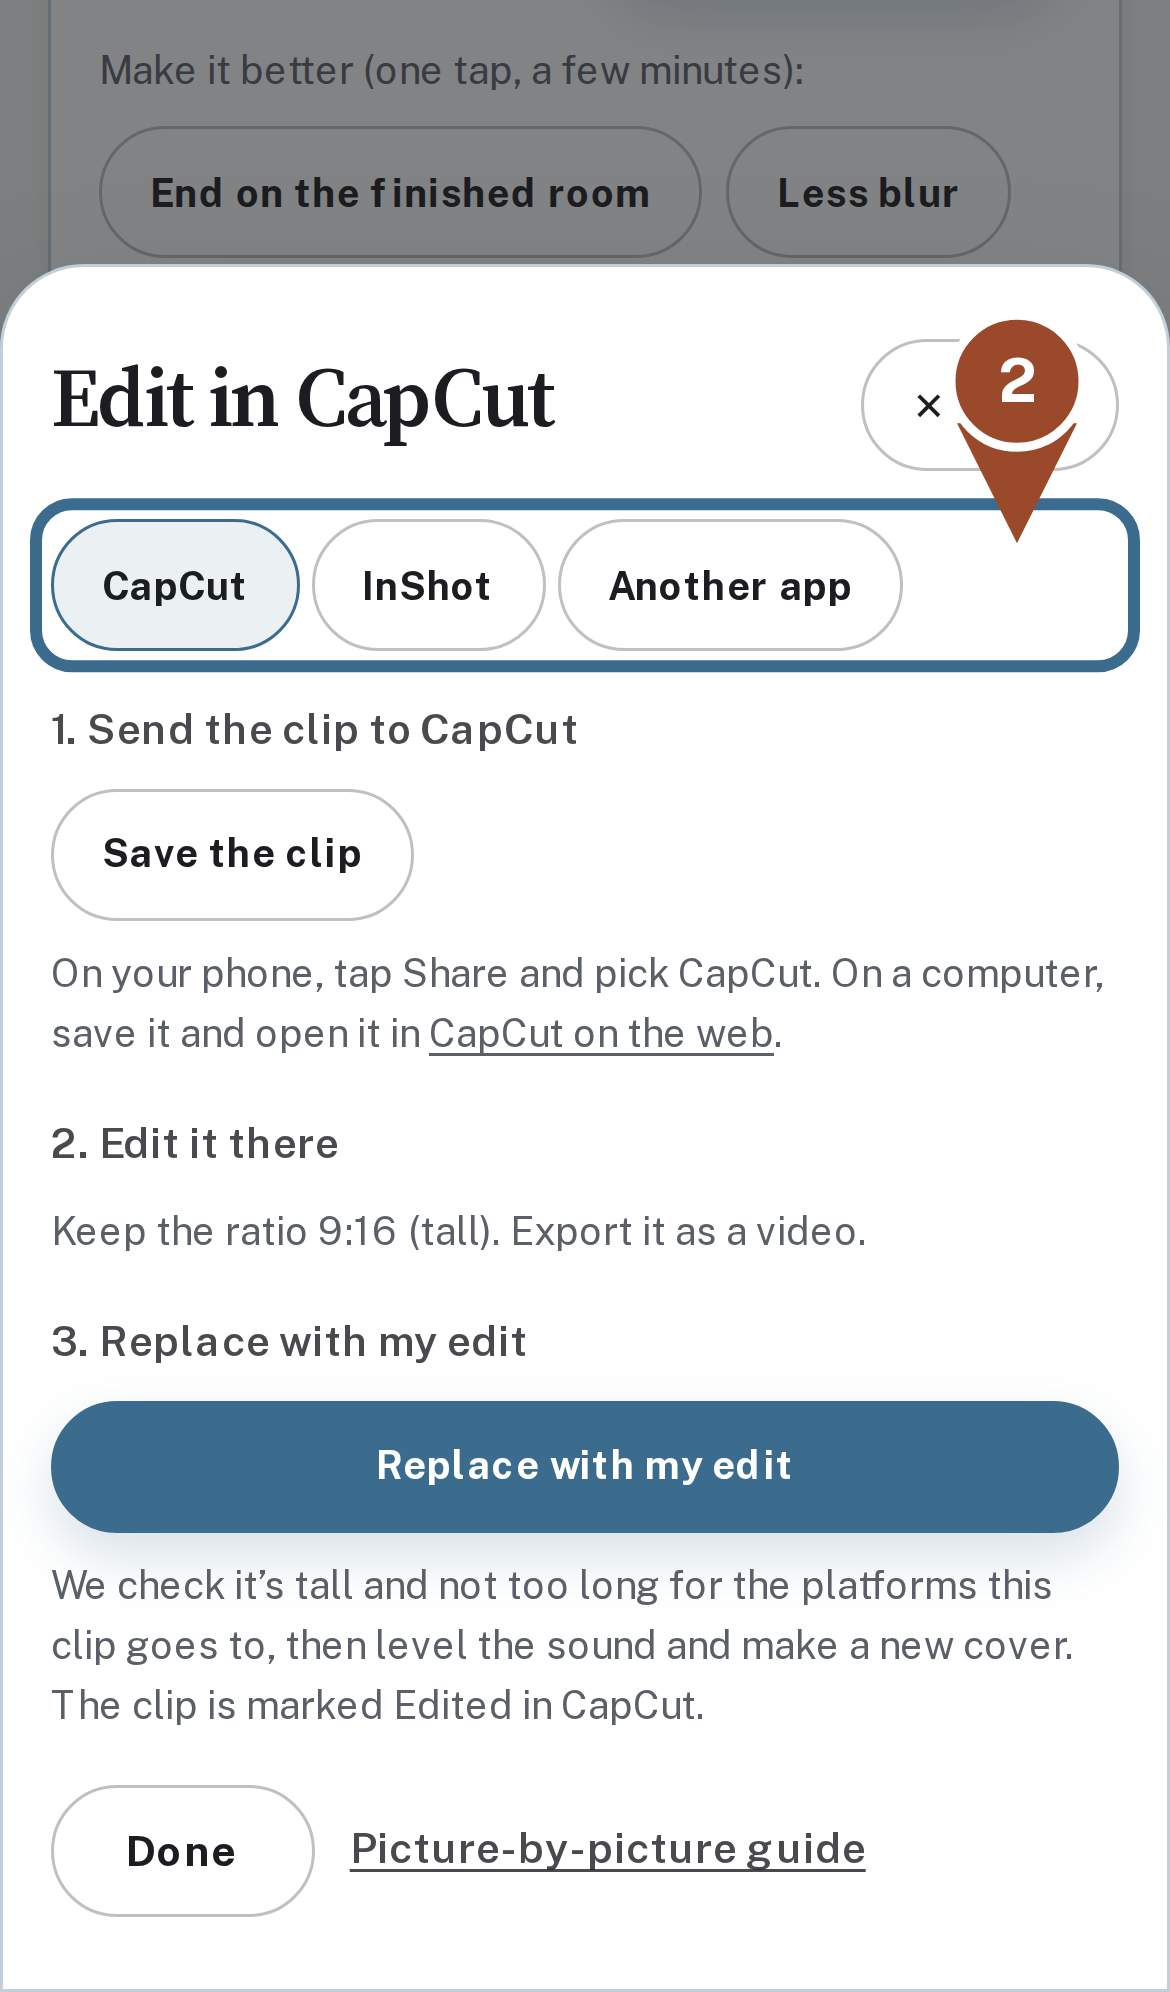 Make it better (one tap, a few minutes):
End on the finished room
Less blur
Edit in CapCut
×
2
CapCut
InShot
Another app
1. Send the clip to CapCut
Save the clip
On your phone, tap Share and pick CapCut. On a computer,
save it and open it in CapCut on the web.
2. Edit it there
Keep the ratio 9:16 (tall). Export it as a video.
3. Replace with my edit
Replace with my edit
We check it’s tall and not too long for the platforms this
clip goes to, then level the sound and make a new cover.
The clip is marked Edited in CapCut.
Done
Picture-by-picture guide